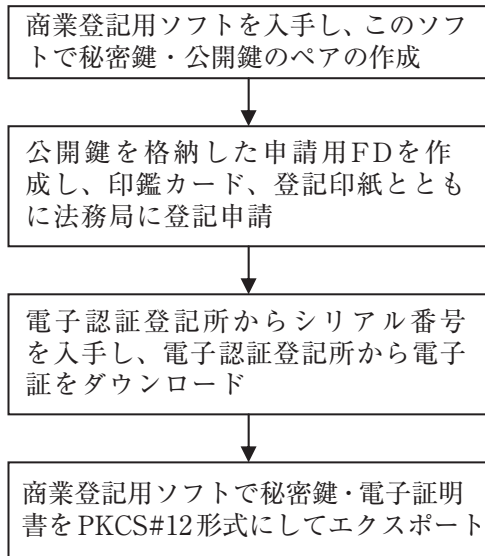 商業登記用ソフトを入手し、このソフ
トで秘密鍵・公開鍵のペアの作成
公開鍵を格納した申請用FDを作
成し、印鑑カード、登記印紙ととも
に法務局に登記申請
電子認証登記所からシリアル番号
を入手し、電子認証登記所から電子
証をダウンロード
商業登記用ソフトで秘密鍵・電子証明
書をPKCS#12形式にしてエクスポート